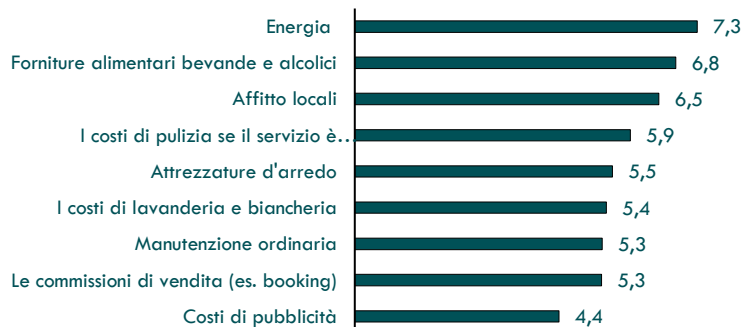 Energia 7,3
Forniture alimentari bevande e alcolici 6,8
Affitto locali 6,5
I costi di pulizia se il servizio è… 5,9
Attrezzature d'arredo 5,5
I costi di lavanderia e biancheria 5,4
Manutenzione ordinaria 5,3
Le commissioni di vendita (es. booking) 5,3
Costi di pubblicità 4,4